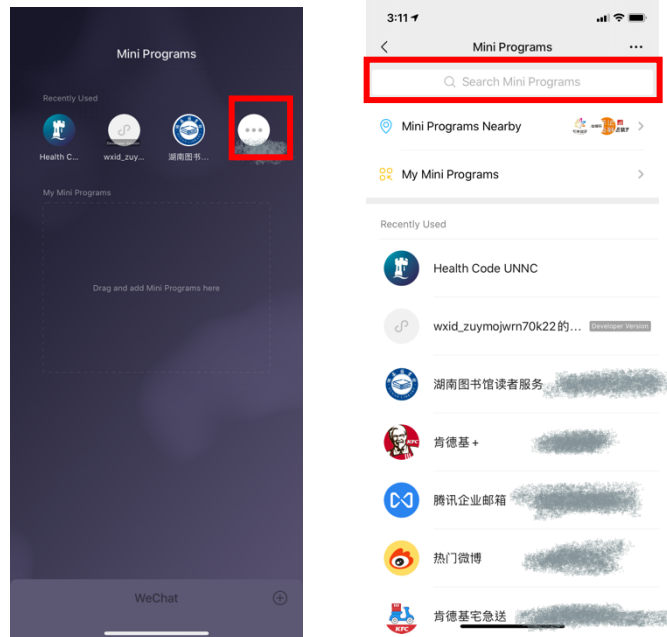 Mini Programs
Recently Used
Health C...
wxid_zuy...
湖南图书...
My Mini Programs
Drag and add Mini Programs here
WeChat
3:11
Mini Programs
Search Mini Programs
Mini Programs Nearby
My Mini Programs
Recently Used
Health Code UNNC
wxid_zuymojwrn70k22的... Developer Version
湖南图书馆读者服务
KFC
肯德基+
腾讯企业邮箱
热门微博
肯德基宅急送
KFC